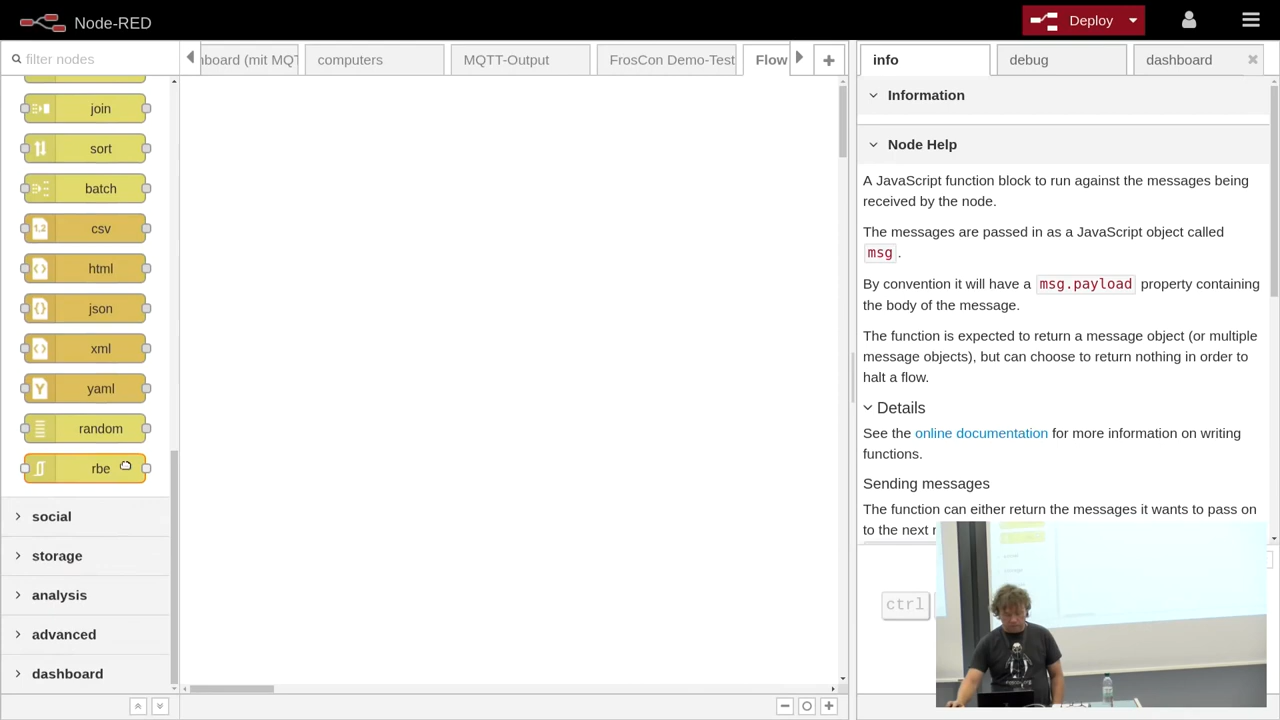 Node-RED
Deploy
filter nodes
board (mit MQT
computers
MQTT-Output
FrosCon Demo-Test
Flow
info
debug
dashboard
Information
join
sort
batch
csv
html
json
xml
yaml
random
rbe
social
storage
analysis
advanced
dashboard
Node Help
A JavaScript function block to run against the messages being
received by the node.
The messages are passed in as a JavaScript object called
msg .
By convention it will have a msg.payload property containing
the body of the message.
The function is expected to return a message object (or multiple
message objects), but can choose to return nothing in order to
halt a flow.
Details
See the online documentation for more information on writing
functions.
Sending messages
The function can either return the messages it wants to pass on
to the next
ctrl